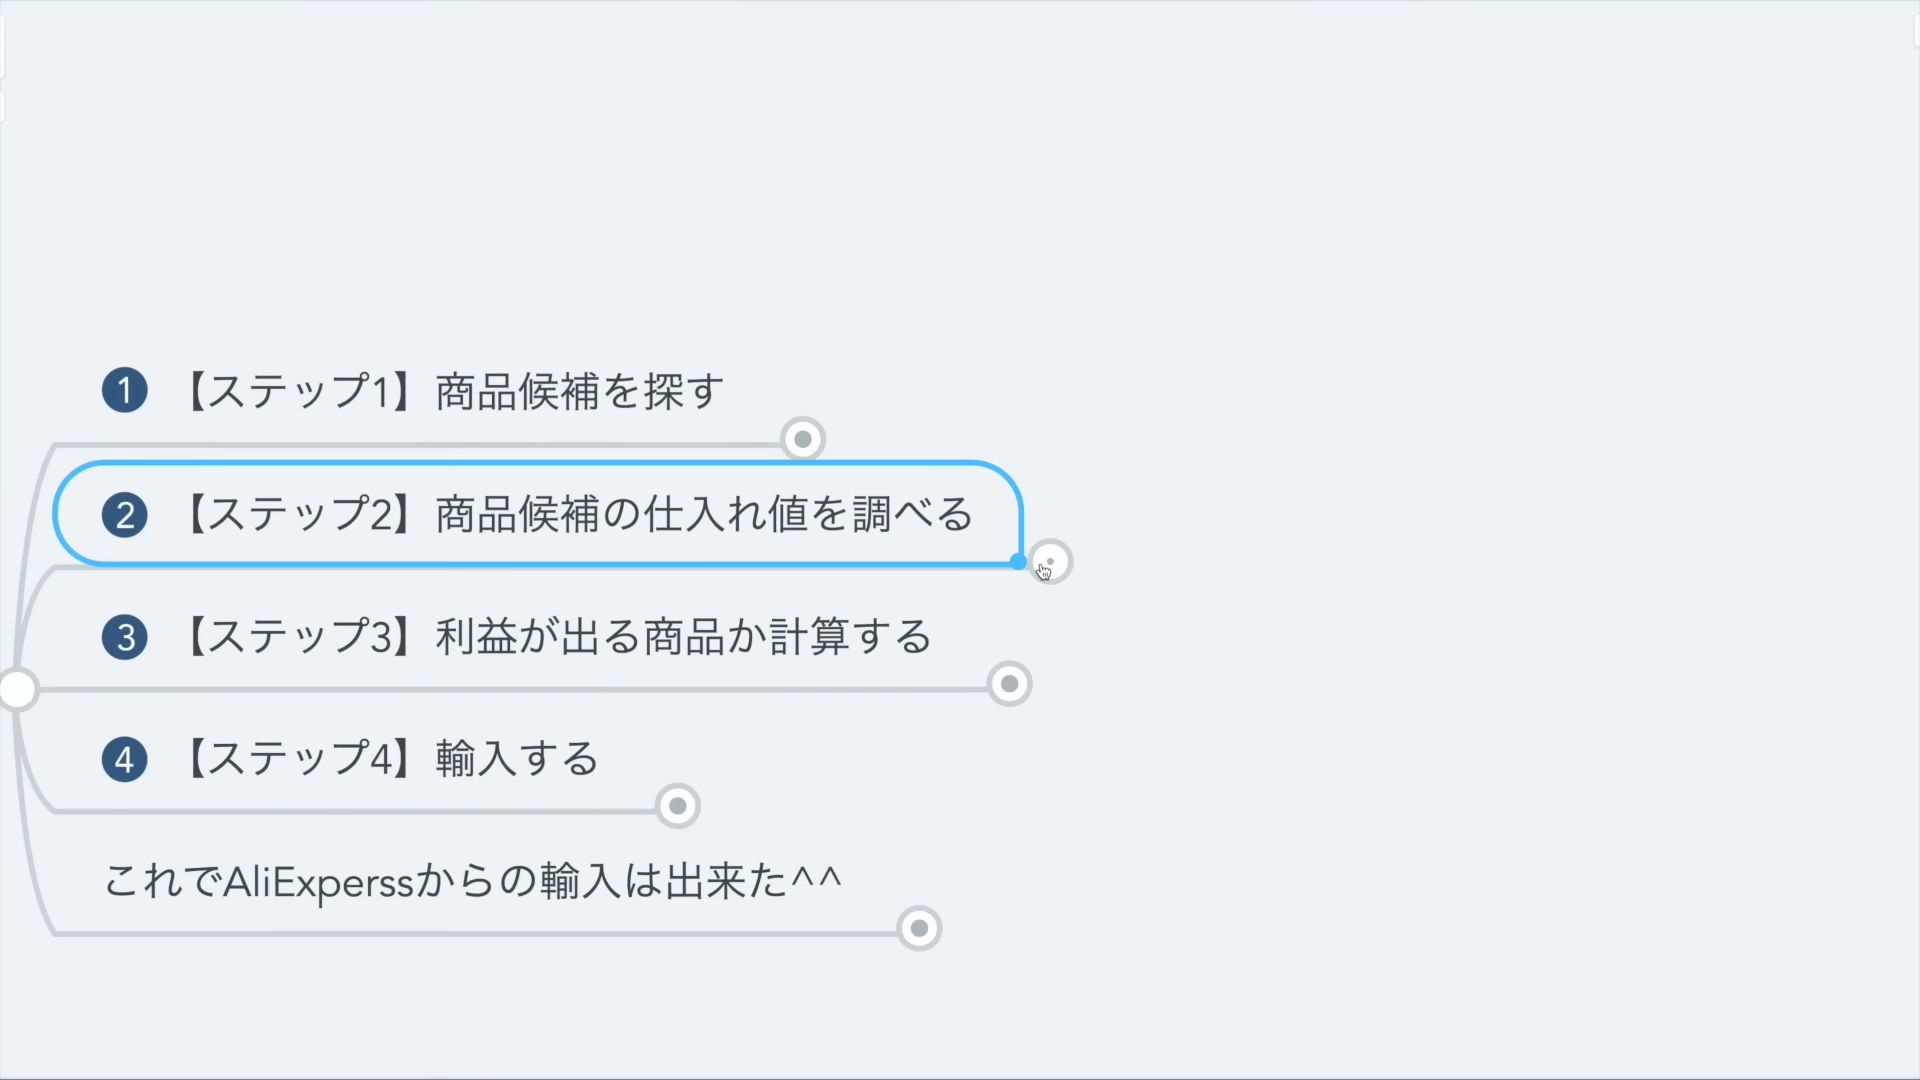 1 【ステップ1】商品候補を探す
2 【ステップ2】商品候補の仕入れ値を調べる
3 【ステップ3】利益が出る商品か計算する
4 【ステップ4】輸入する
これでAliExperssからの輸入は出来た^^